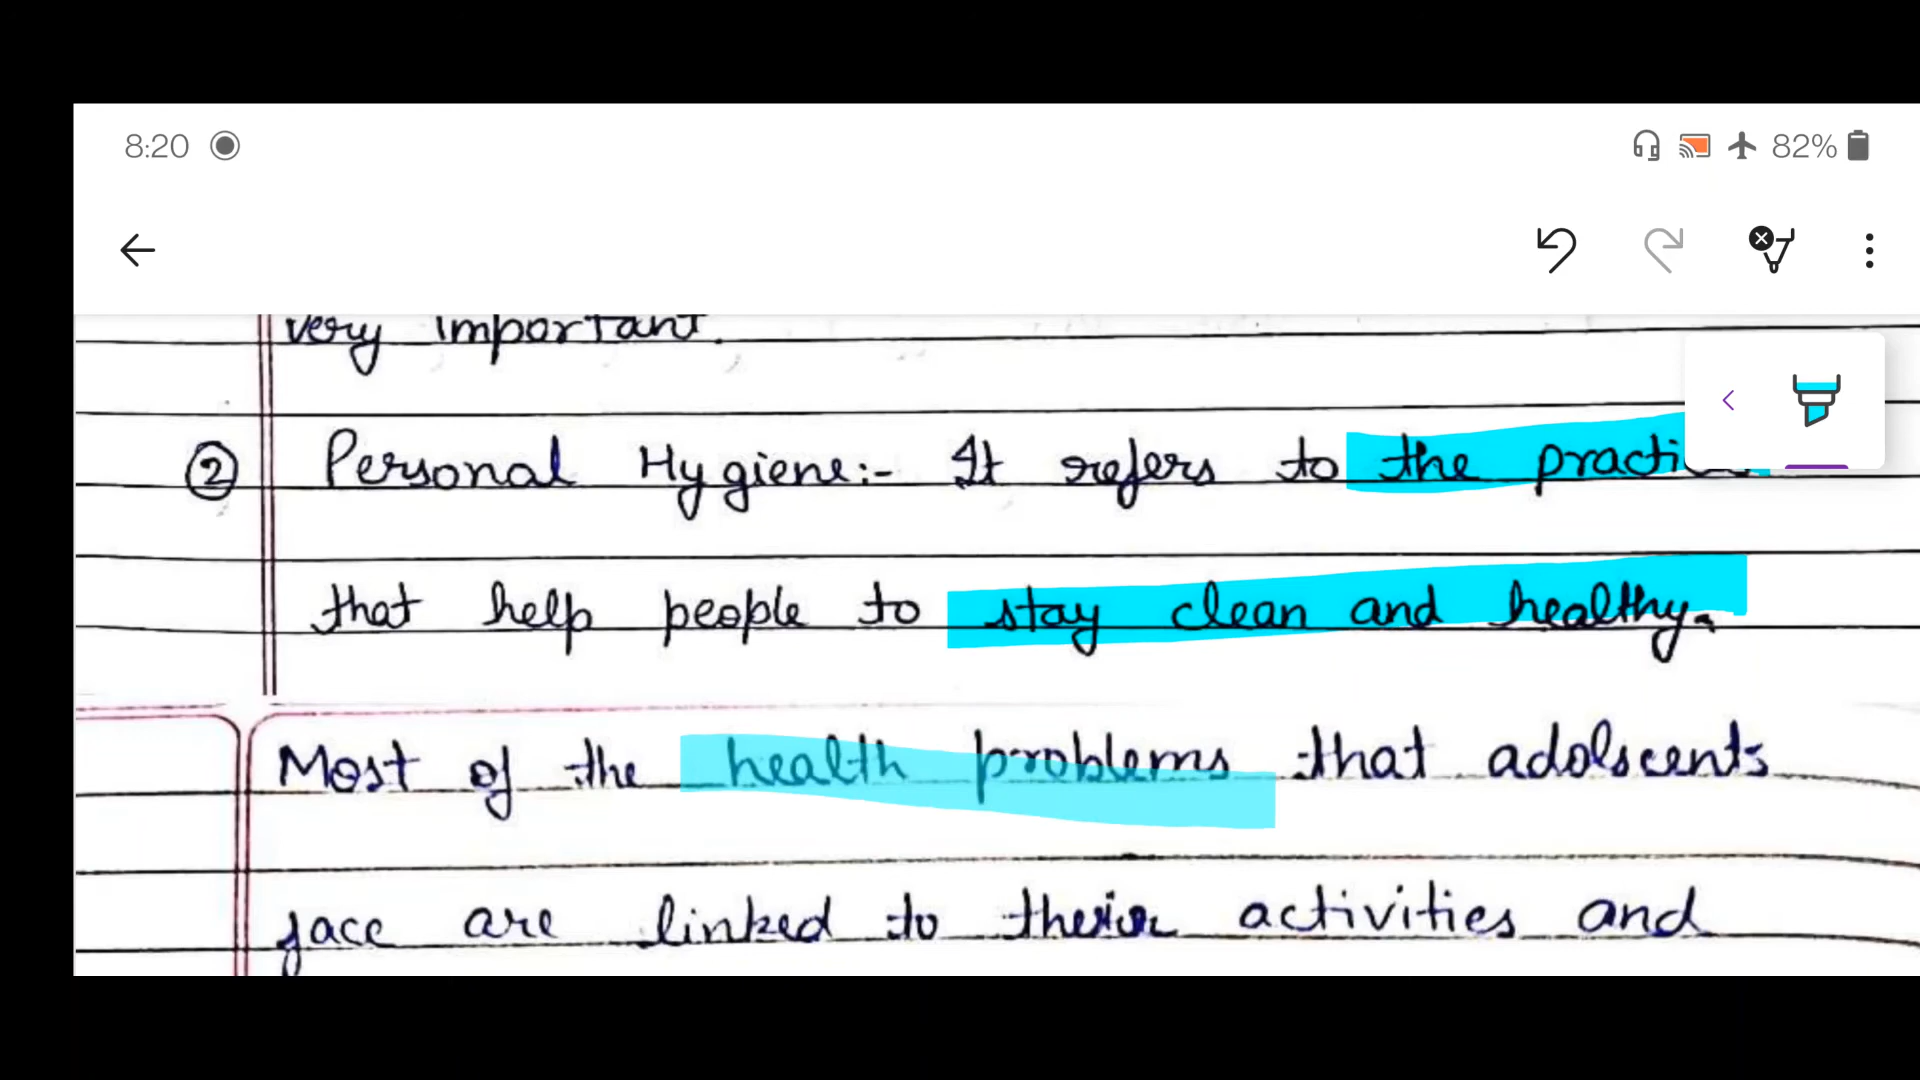 8:20
82%
very important.
② Personal Hygiene:- It refers to the
that help people to stay clean and healthy.
Most of the health problems that adolscents
face are linked to their activities and